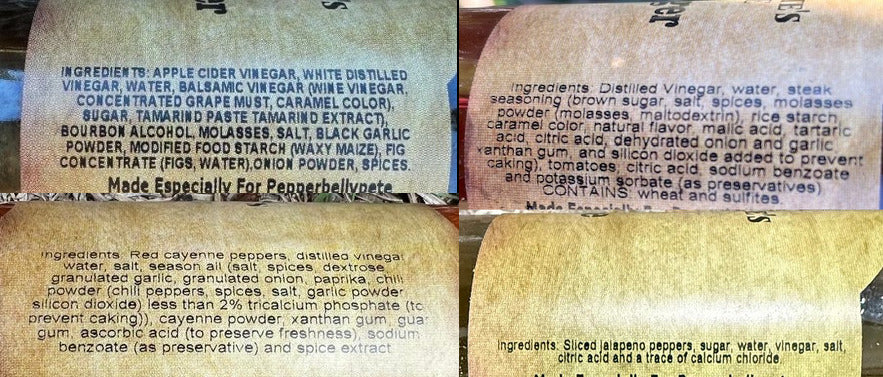 INGREDIENTS: APPLE CIDER VINEGAR, WHITE DISTILLED
VINEGAR, WATER, BALSAMIC VINEGAR (WINE VINEGAR,
CONCENTRATED GRAPE MUST, CARAMEL COLOR),
SUGAR, TAMARIND PASTE TAMARIND EXTRACT),
BOURBON ALCOHOL, MOLASSES, SALT, BLACK GARLIC
POWDER, MODIFIED FOOD STARCH (WAXY MAIZE), FIG
CONCENTRATE (FIGS, WATER),ONION POWDER, SPICES.
Made Especially For Pepperbellypete
Ingredients: Distilled Vinegar, water, steak
seasoning (brown sugar, salt, spices, molasses
powder (molasses, maltodextrin), rice starch,
caramel color, natural flavor, malic acid, tartaric
acid, citric acid, dehydrated onion and garlic
xanthan gum, and silicon dioxide added to prevent
caking), tomatoes, citric acid, sodium benzoate
and potassium sorbate (as preservatives)
CONTAINS: wheat and sulfites.
Made Especially For
Ingredients: Red cayenne peppers, distilled vinegar
water, salt, season all (salt, spices, dextrose
granulated garlic, granulated onion, paprika, chili
powder (chili peppers, spices, salt, garlic powder
silicon dioxide) less than 2% tricalcium phosphate (to
prevent caking)), cayenne powder, xanthan gum, guar
gum, ascorbic acid (to preserve freshness), sodium
benzoate (as preservative) and spice extract
Ingredients: Sliced jalapeno peppers, sugar, water, vinegar, salt,
citric acid and a trace of calcium chloride.